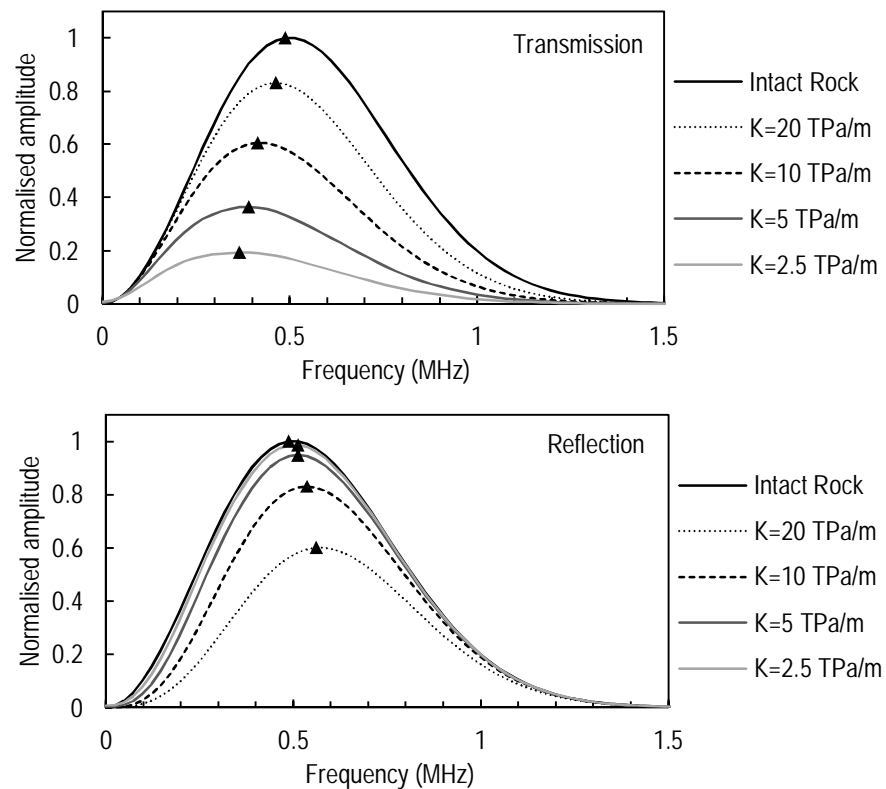 Transmission
Normalised amplitude
1
0.8
0.6
0.4
0.2
0
0
0.5
1
1.5
Frequency (MHz)
Intact Rock
K=20 TPa/m
K=10 TPa/m
K=5 TPa/m
K=2.5 TPa/m
Reflection
Normalised amplitude
1
0.8
0.6
0.4
0.2
0
0
0.5
1
1.5
Frequency (MHz)
Intact Rock
K=20 TPa/m
K=10 TPa/m
K=5 TPa/m
K=2.5 TPa/m